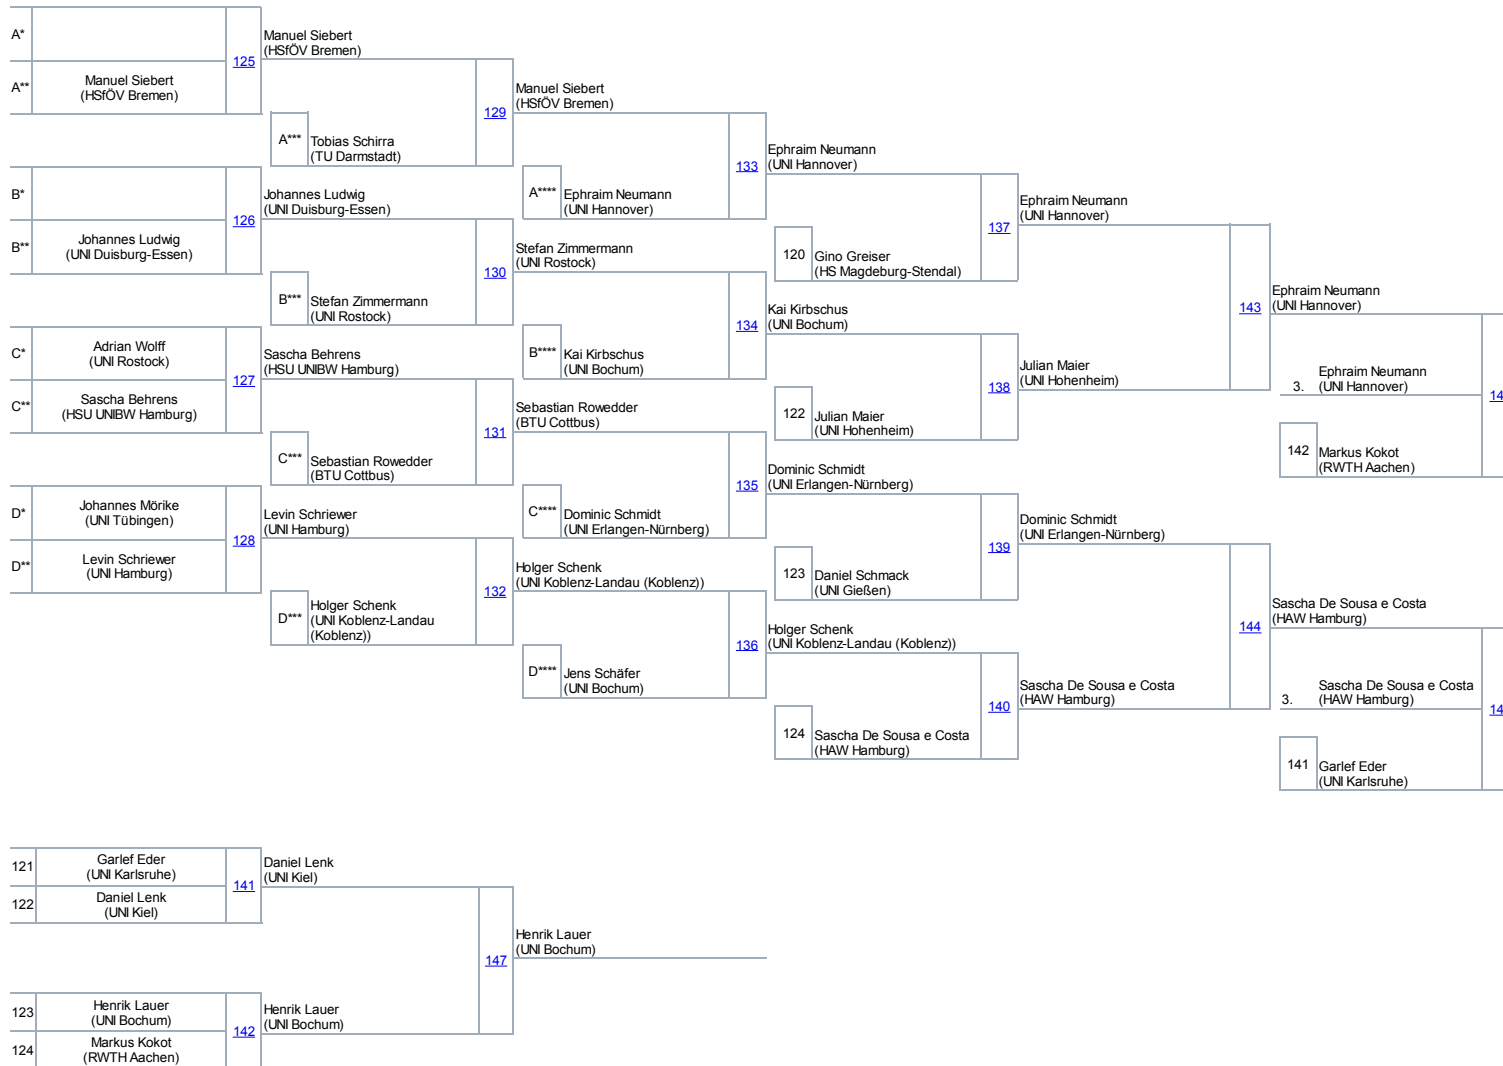 A*
125
Manuel Siebert
(HSfÖV Bremen)
A**
Manuel Siebert
(HSfÖV Bremen)
A***
Tobias Schirra
(TU Darmstadt)
129
Manuel Siebert
(HSfÖV Bremen)
B*
126
Johannes Ludwig
(UNI Duisburg-Essen)
B**
Johannes Ludwig
(UNI Duisburg-Essen)
A****
Ephraim Neumann
(UNI Hannover)
133
Ephraim Neumann
(UNI Hannover)
B***
Stefan Zimmermann
(UNI Rostock)
130
Stefan Zimmermann
(UNI Rostock)
120
Gino Greiser
(HS Magdeburg-Stendal)
137
Ephraim Neumann
(UNI Hannover)
C*
Adrian Wolff
(UNI Rostock)
127
Sascha Behrens
(HSU UNIBW Hamburg)
C**
Sascha Behrens
(HSU UNIBW Hamburg)
B****
Kai Kirbschus
(UNI Bochum)
134
Kai Kirbschus
(UNI Bochum)
143
Ephraim Neumann
(UNI Hannover)
3.
Ephraim Neumann
(UNI Hannover)
14
C***
Sebastian Rowedder
(BTU Cottbus)
131
Sebastian Rowedder
(BTU Cottbus)
122
Julian Maier
(UNI Hohenheim)
138
Julian Maier
(UNI Hohenheim)
142
Markus Kokot
(RWTH Aachen)
D*
Johannes Mörike
(UNI Tübingen)
128
Levin Schriewer
(UNI Hamburg)
D**
Levin Schriewer
(UNI Hamburg)
C****
Dominic Schmidt
(UNI Erlangen-Nürnberg)
135
Dominic Schmidt
(UNI Erlangen-Nürnberg)
D***
Holger Schenk
(UNI Koblenz-Landau
(Koblenz))
132
Holger Schenk
(UNI Koblenz-Landau (Koblenz))
123
Daniel Schmack
(UNI Gießen)
139
Dominic Schmidt
(UNI Erlangen-Nürnberg)
D****
Jens Schäfer
(UNI Bochum)
136
Holger Schenk
(UNI Koblenz-Landau (Koblenz))
144
Sascha De Sousa e Costa
(HAW Hamburg)
124
Sascha De Sousa e Costa
(HAW Hamburg)
140
Sascha De Sousa e Costa
(HAW Hamburg)
3.
Sascha De Sousa e Costa
(HAW Hamburg)
14
141
Garlef Eder
(UNI Karlsruhe)
121
Garlef Eder
(UNI Karlsruhe)
141
Daniel Lenk
(UNI Kiel)
122
Daniel Lenk
(UNI Kiel)
147
Henrik Lauer
(UNI Bochum)
123
Henrik Lauer
(UNI Bochum)
142
Henrik Lauer
(UNI Bochum)
124
Markus Kokot
(RWTH Aachen)